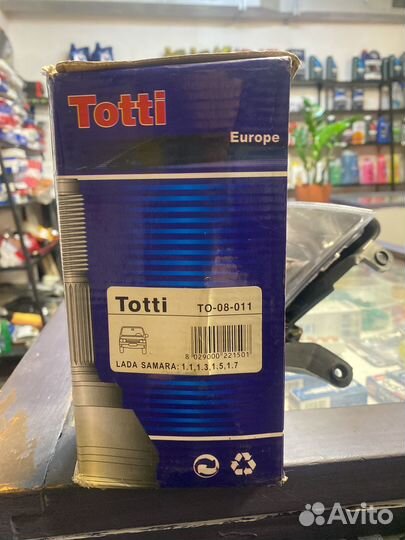 Totti
Europe
Totti TO-08-011
8 029000 221501
LADA SAMARA: 1.1,1.3,1.5,1.7
Avito